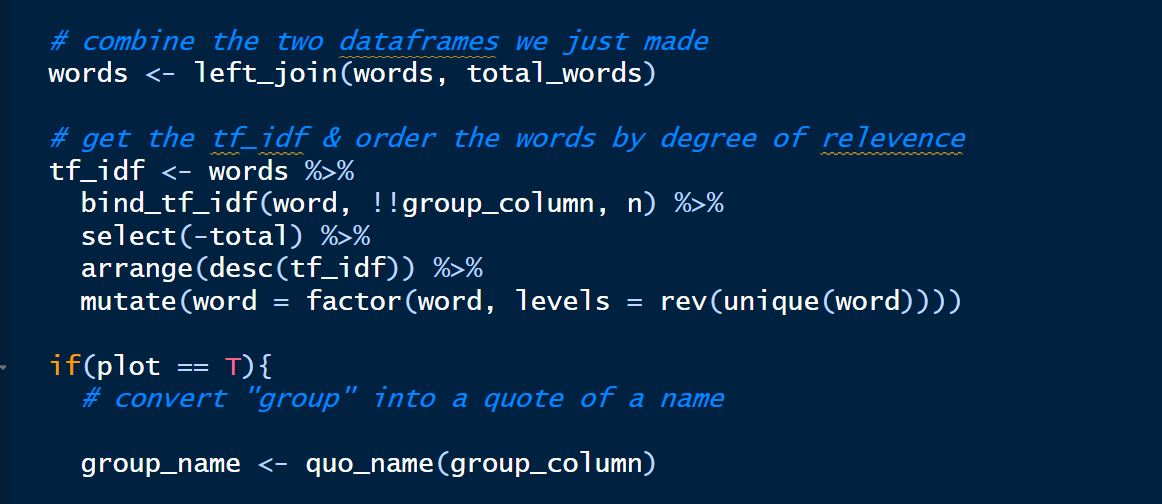 # combine the two dataframes we just made
words <- left_join(words, total_words)
# get the tf_idf & order the words by degree of relevence
tf_idf <- words %>%
bind_tf_idf(word, !!group_column, n) %>%
select(-total) %>%
arrange(desc(tf_idf)) %>%
mutate(word = factor(word, levels = rev(unique(word))))
if(plot == T){
# convert "group" into a quote of a name
group_name <- quo_name(group_column)